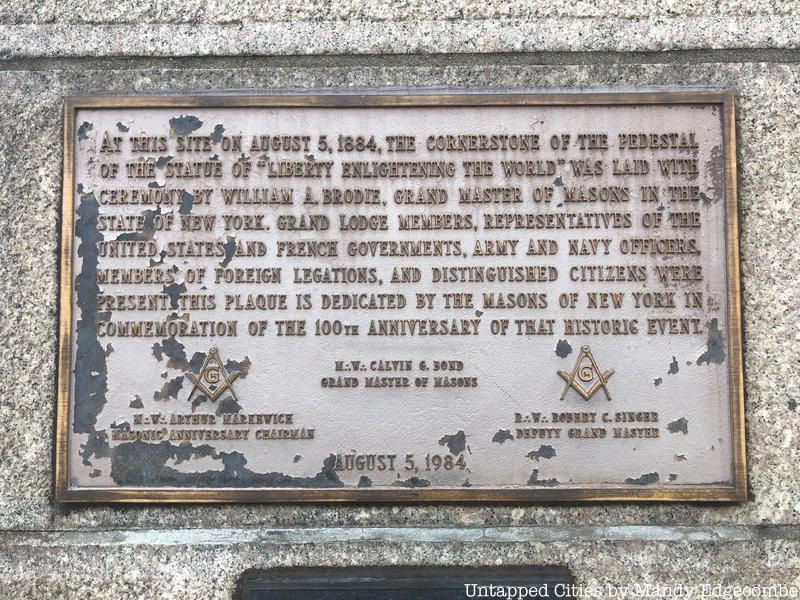 AT THIS SITE ON AUGUST 5, 1884, THE CORNERSTONE OF THE PEDESTAL
OF THE STATUE OF "LIBERTY ENLIGHTENING THE WORLD" WAS LAID WITH
CEREMONY BY WILLIAM A. BRODIE, GRAND MASTER OF MASONS IN THE
STATE OF NEW YORK. GRAND LODGE MEMBERS, REPRESENTATIVES OF THE
UNITED STATES AND FRENCH GOVERNMENTS, ARMY AND NAVY OFFICERS,
MEMBERS OF FOREIGN LEGATIONS, AND DISTINGUISHED CITIZENS WERE
PRESENT. THIS PLAQUE IS DEDICATED BY THE MASONS OF NEW YORK IN
COMMEMORATION OF THE 100TH ANNIVERSARY OF THAT HISTORIC EVENT.
G
G
M∴W∴ CALVIN G. BOND
GRAND MASTER OF MASONS
M∴W∴ ARTHUR MARKEWICH
MASONIC ANNIVERSARY CHAIRMAN
R∴W∴ ROBERT C. SINGER
DEPUTY GRAND MASTER
AUGUST 5, 1984
Untapped Cities by Mandy Edgecombe